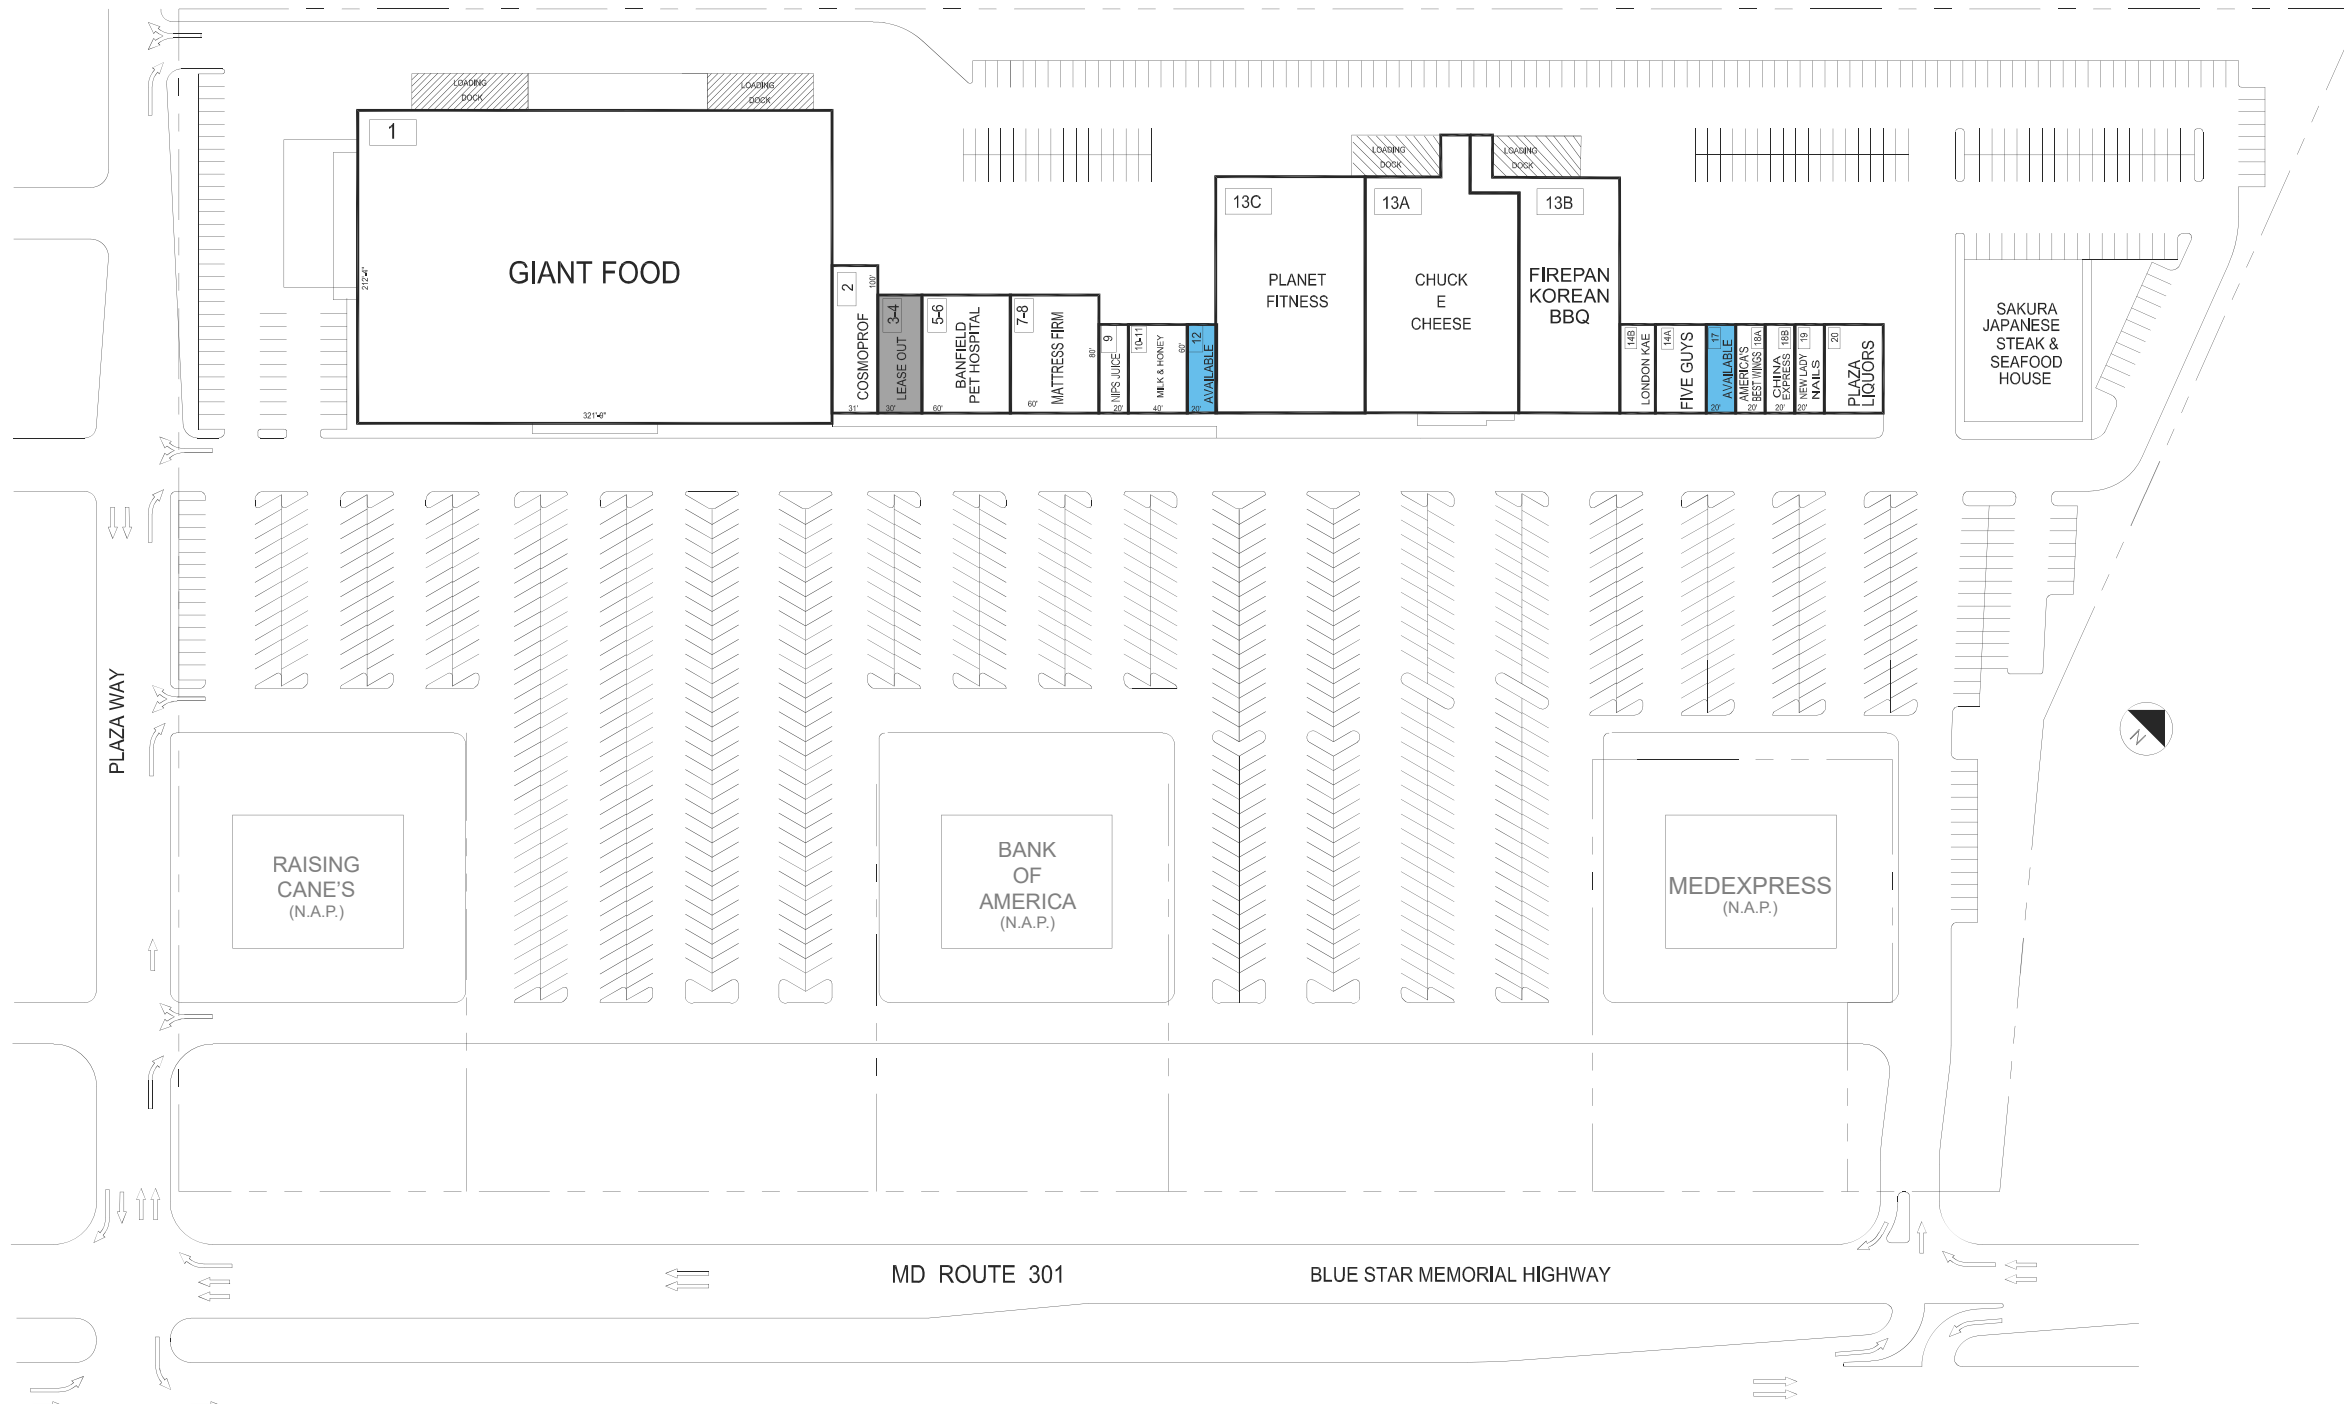 LOADING
DOCK
LOADING
DOCK
1
GIANT FOOD
212'-4"
321'-9"
2
100'
COSMOPROF
31'
3-4
LEASE OUT
30'
5-6
BANFIELD
PET HOSPITAL
60'
7-8
MATTRESS FIRM
60'
80'
9
NIPS JUICE
20'
10-11
MILK & HONEY
40'
60'
12
AVAILABLE
20'
13C
PLANET
FITNESS
LOADING
DOCK
13A
CHUCK
E
CHEESE
LOADING
DOCK
13B
FIREPAN
KOREAN
BBQ
14B
LONDON KAE
14A
FIVE GUYS
17
AVAILABLE
20'
18A
AMERICA'S
BEST WINGS
20'
18B
CHINA
EXPRESS
20'
19
NEW LADY
NAILS
20'
20
PLAZA
LIQUORS
SAKURA
JAPANESE
STEAK &
SEAFOOD
HOUSE
PLAZA WAY
N
RAISING
CANE'S
(N.A.P.)
BANK
OF
AMERICA
(N.A.P.)
MEDEXPRESS
(N.A.P.)
MD ROUTE 301
BLUE STAR MEMORIAL HIGHWAY